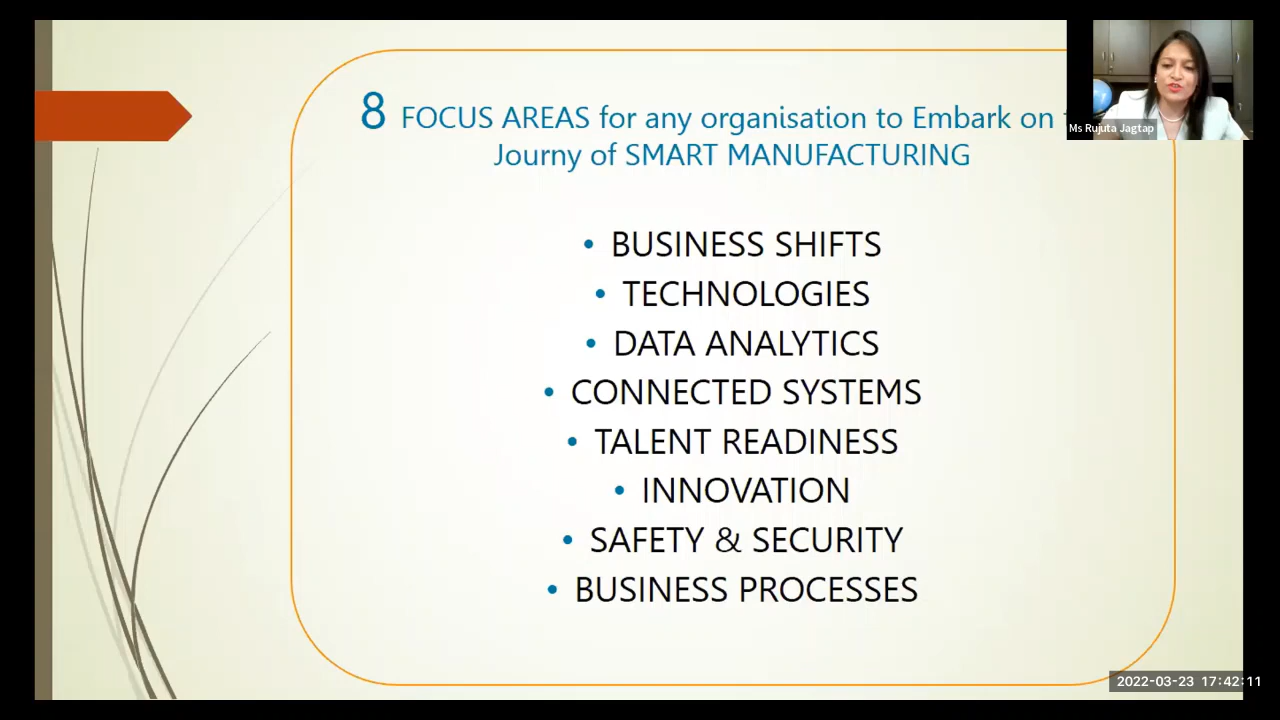 8 FOCUS AREAS for any organisation to Embark on
Journy of SMART MANUFACTURING
• BUSINESS SHIFTS
• TECHNOLOGIES
• DATA ANALYTICS
• CONNECTED SYSTEMS
• TALENT READINESS
• INNOVATION
• SAFETY & SECURITY
• BUSINESS PROCESSES
Ms Rujuta Jagtap
2022-03-23 17:42:11